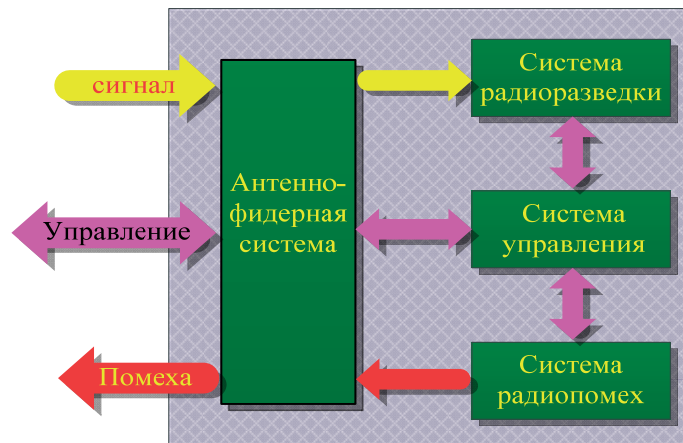 сигнал
Управление
Помеха
Антенно-
фидерная
система
Система
радиоразведки
Система
управления
Система
радиопомех